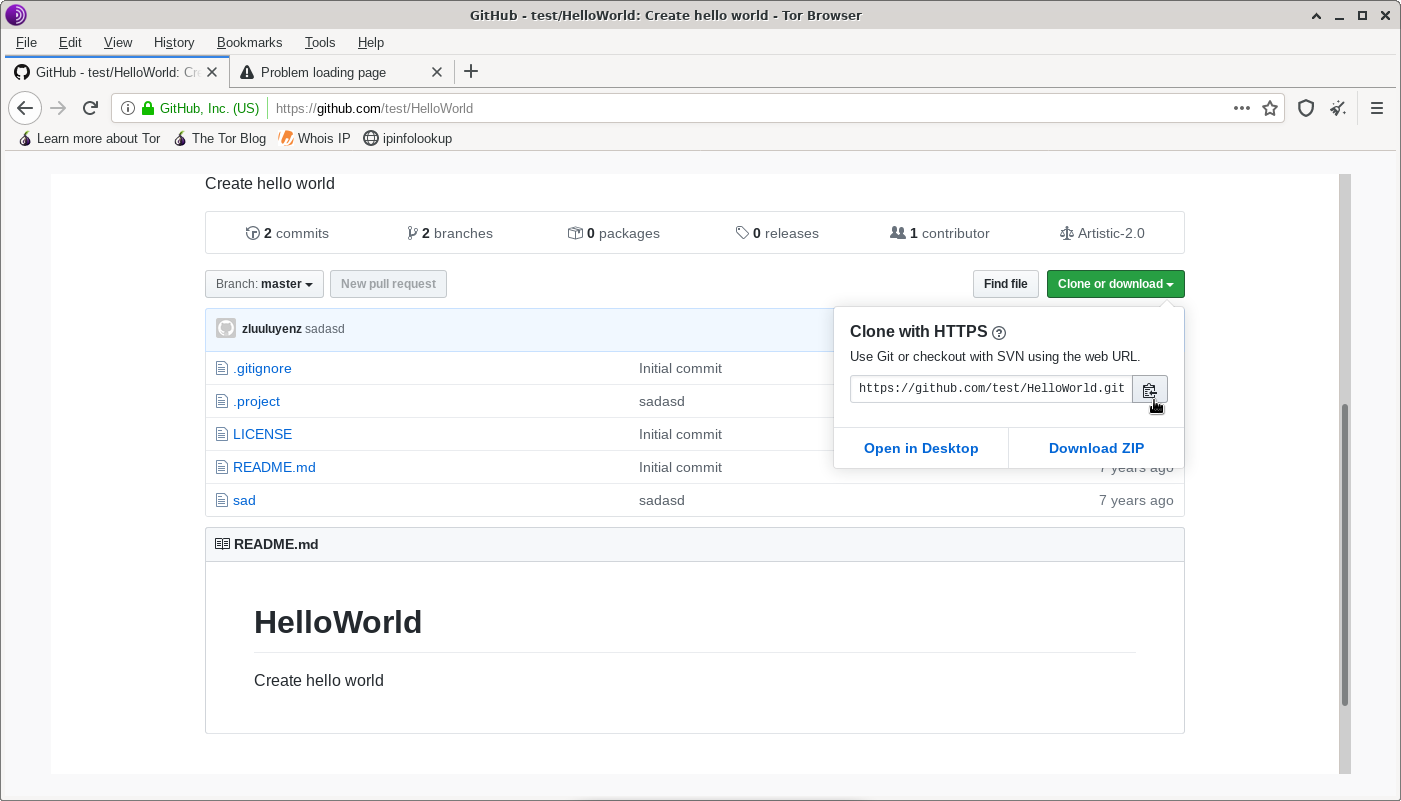 GitHub - test/HelloWorld: Create hello world - Tor Browser
File Edit View History Bookmarks Tools Help
GitHub - test/HelloWorld: Cr Problem loading page
GitHub, Inc. (US) https://github.com/test/HelloWorld
Learn more about Tor The Tor Blog Whois IP ipinfolookup
Create hello world
2 commits 2 branches 0 packages 0 releases 1 contributor Artistic-2.0
Branch: master New pull request Find file Clone or download
zluuluyenz sadasd
Clone with HTTPS
Use Git or checkout with SVN using the web URL.
https://github.com/test/HelloWorld.git
Open in Desktop Download ZIP
.gitignore Initial commit
.project sadasd
LICENSE Initial commit
README.md Initial commit 7 years ago
sad sadasd 7 years ago
README.md
HelloWorld
Create hello world